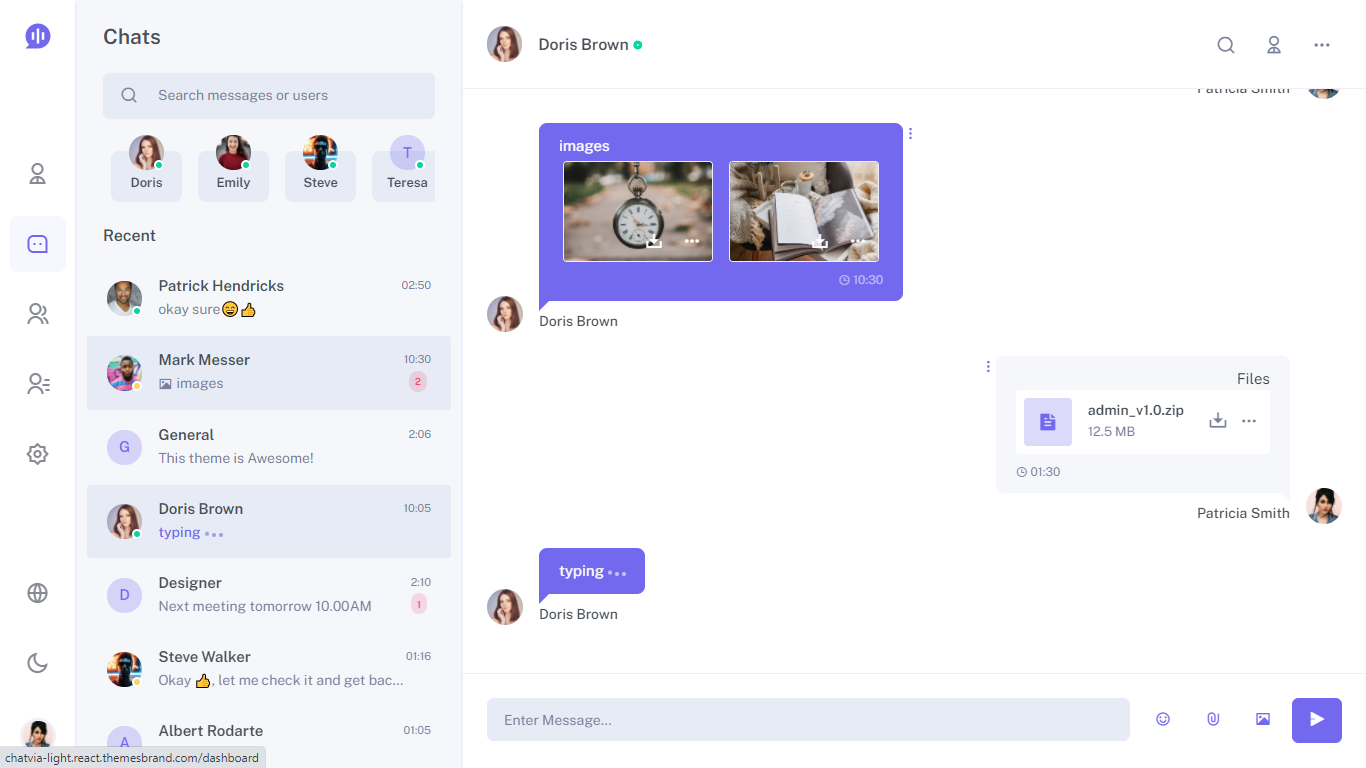 Chats
Search messages or users
Doris
Emily
Steve
T
Teresa
Recent
Patrick Hendricks
02:50
okay sure😄👍
Mark Messer
10:30
images
2
G
General
2:06
This theme is Awesome!
Doris Brown
10:05
typing
D
Designer
2:10
Next meeting tomorrow 10.00AM
1
Steve Walker
01:16
Okay 👍, let me check it and get bac...
A
Albert Rodarte
01:05
chatvia-light.react.themesbrand.com/dashboard
Doris Brown
Patricia Smith
images
10:30
Doris Brown
Files
admin_v1.0.zip
12.5 MB
01:30
Patricia Smith
typing
Doris Brown
Enter Message...